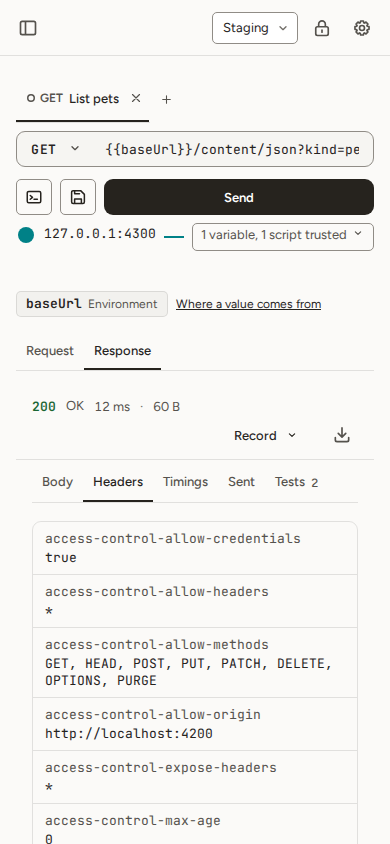 Staging
GET List pets
GET {{baseUrl}}/content/json?kind=pe
Send
127.0.0.1:4300 1 variable, 1 script trusted
baseUrl Environment Where a value comes from
Request Response
200 OK 12 ms · 60 B
Record
Body Headers Timings Sent Tests 2
access-control-allow-credentials
true
access-control-allow-headers
*
access-control-allow-methods
GET, HEAD, POST, PUT, PATCH, DELETE,
OPTIONS, PURGE
access-control-allow-origin
http://localhost:4200
access-control-expose-headers
*
access-control-max-age
0